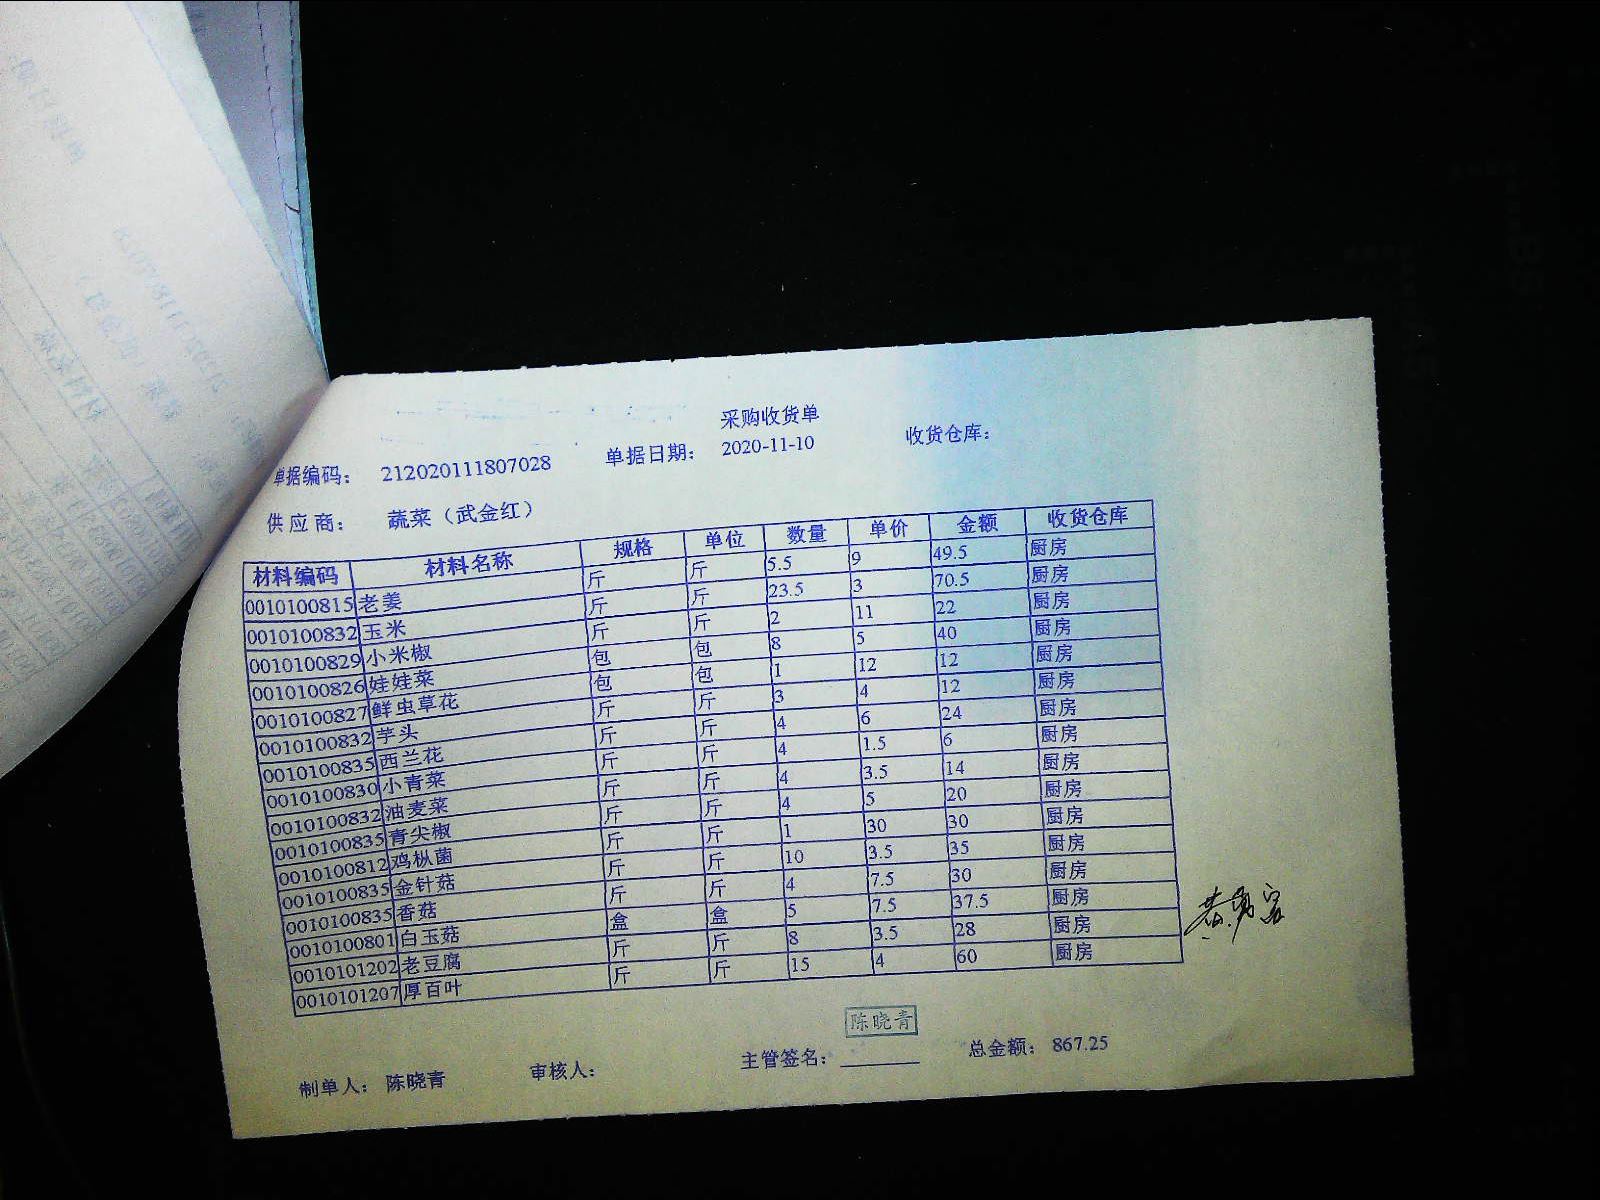 采购收货单
单据编码： 212020111807028 单据日期： 2020-11-10 收货仓库：
供应商： 蔬菜（武金红）
材料编码 材料名称 规格 单位 数量 单价 金额 收货仓库
0010100815 老姜 斤 斤 5.5 9 49.5 厨房
0010100832 玉米 斤 斤 23.5 3 70.5 厨房
0010100829 小米椒 斤 斤 2 11 22 厨房
0010100826 娃娃菜 包 包 8 5 40 厨房
0010100827 鲜虫草花 包 包 1 12 12 厨房
0010100832 芋头 斤 斤 3 4 12 厨房
0010100835 西兰花 斤 斤 4 6 24 厨房
0010100830 小青菜 斤 斤 4 1.5 6 厨房
0010100832 油麦菜 斤 斤 4 3.5 14 厨房
0010100835 青尖椒 斤 斤 4 5 20 厨房
0010100812 鸡枞菌 斤 斤 1 30 30 厨房
0010100835 金针菇 斤 斤 10 3.5 35 厨房
0010100835 香菇 斤 斤 4 7.5 30 厨房
0010100801 白玉菇 盒 盒 5 7.5 37.5 厨房
0010101202 老豆腐 斤 斤 8 3.5 28 厨房
0010101207 厚百叶 斤 斤 15 4 60 厨房
陈晓青
制单人： 陈晓青 审核人： 主管签名： 总金额： 867.25